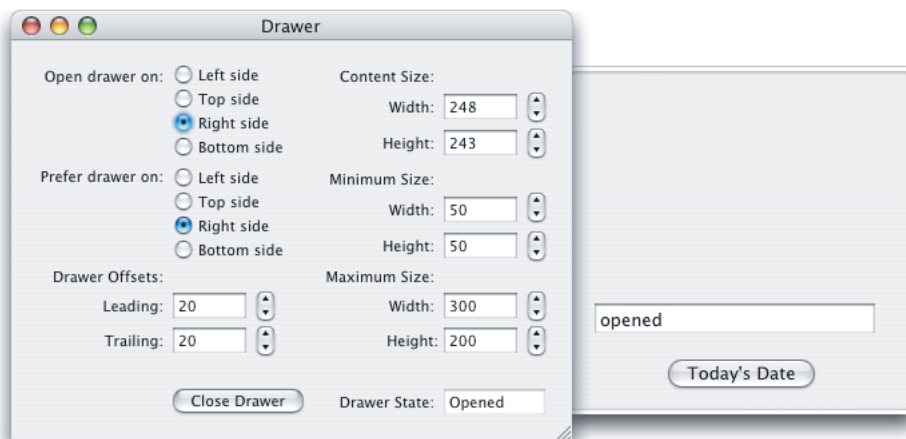 Drawer
Open drawer on: Left side
Top side
Right side
Bottom side
Prefer drawer on: Left side
Top side
Right side
Bottom side
Drawer Offsets:
Leading: 20
Trailing: 20
Close Drawer
Content Size:
Width: 248
Height: 243
Minimum Size:
Width: 50
Height: 50
Maximum Size:
Width: 300
Height: 200
Drawer State: Opened
opened
Today's Date